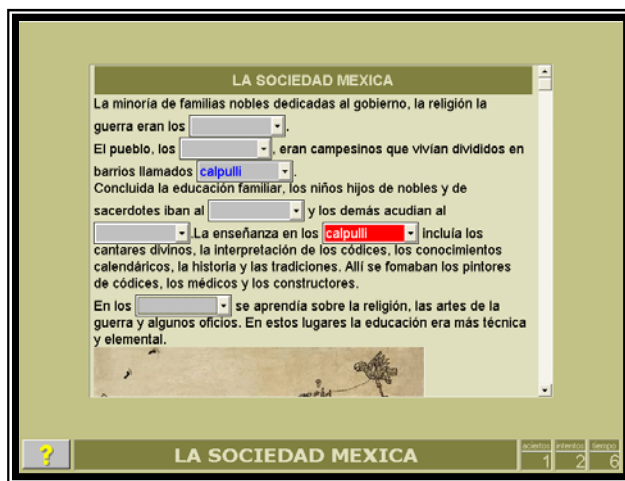 LA SOCIEDAD MEXICA
La minoría de familias nobles dedicadas al gobierno, la religión la
guerra eran los .
El pueblo, los , eran campesinos que vivían divididos en
barrios llamados calpulli .
Concluida la educación familiar, los niños hijos de nobles y de
sacerdotes iban al y los demás acudian al
.La enseñanza en los calpulli incluía los
cantares divinos, la interpretación de los códices, los conocimientos
calendáricos, la historia y las tradiciones. Allí se fomaban los pintores
de códices, los médicos y los constructores.
En los se aprendía sobre la religión, las artes de la
guerra y algunos oficios. En estos lugares la educación era más técnica
y elemental.
? LA SOCIEDAD MEXICA
aciertos intentos tiempo
1 2 6